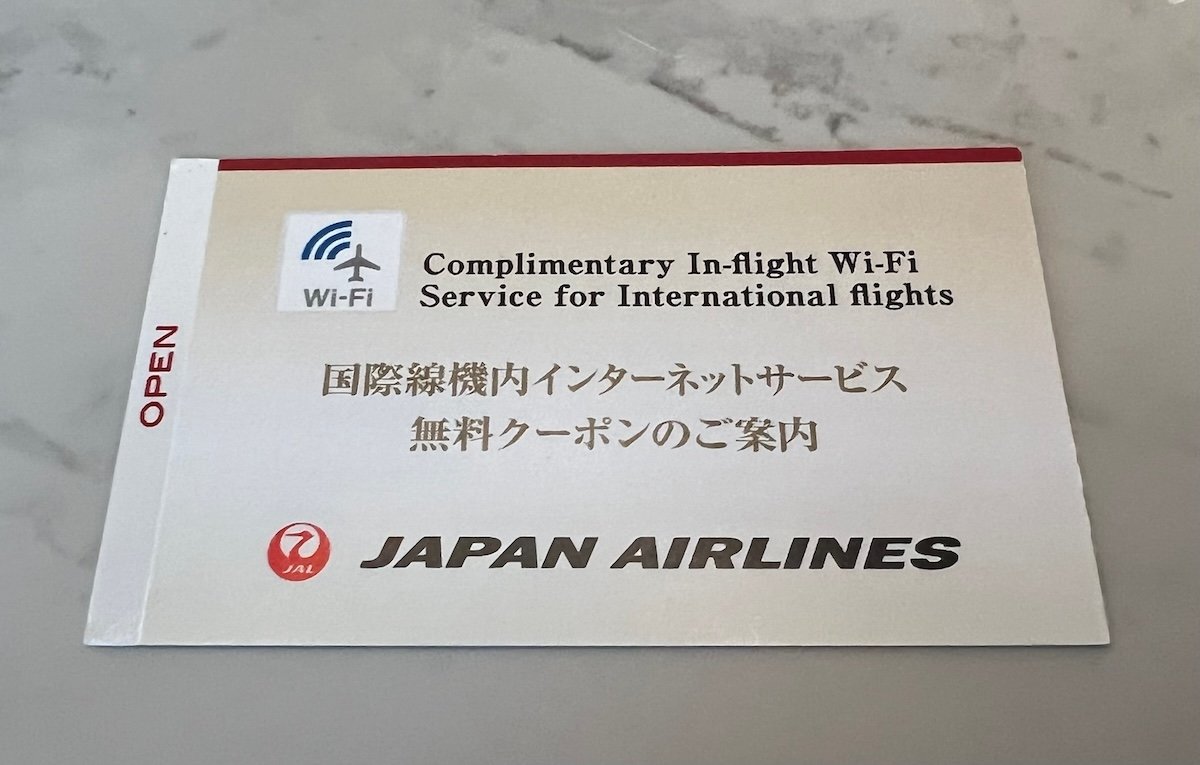 OPEN
Wi-Fi
Complimentary In-flight Wi-Fi
Service for International flights
国際線機内インターネットサービス
無料クーポンのご案内
JAL
JAPAN AIRLINES